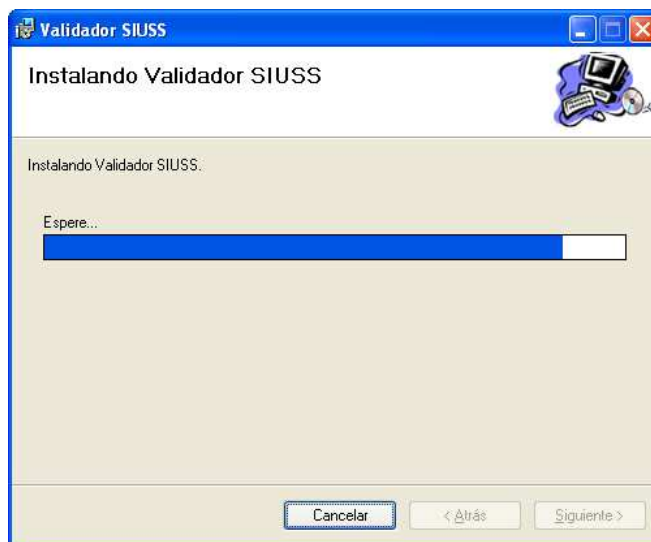 Validador SIUSS
Instalando Validador SIUSS
Instalando Validador SIUSS.
Espere...
Cancelar
< Atrás
Siguiente >